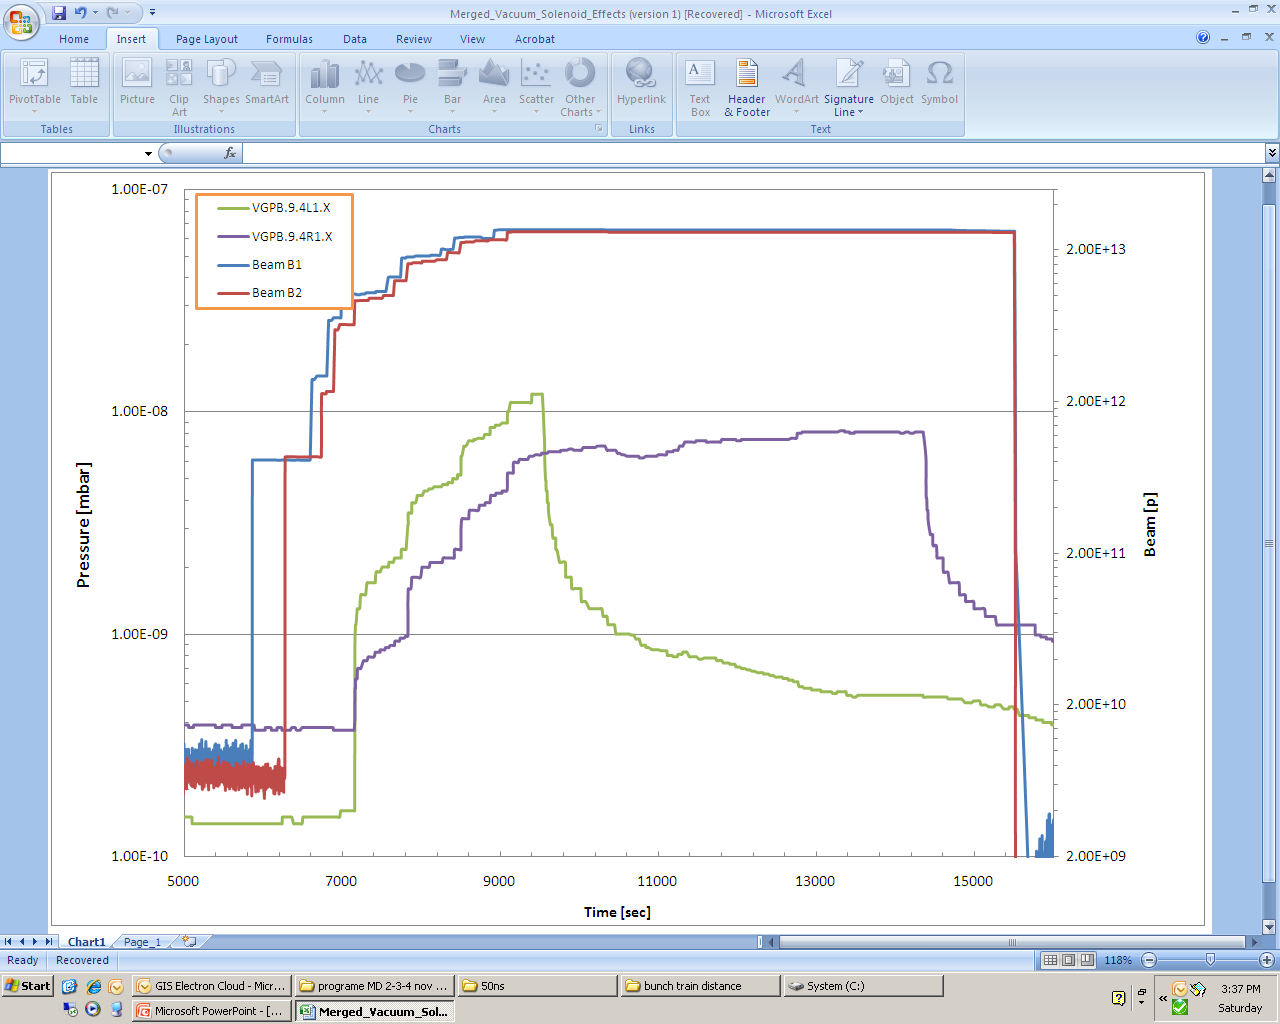 Merged_Vacuum_Solenoid_Effects (version 1) [Recovered] - Microsoft Excel
Home Insert Page Layout Formulas Data Review View Acrobat
PivotTable Table Picture Clip Art Shapes SmartArt Column Line Pie Bar Area Scatter Other Charts Hyperlink Text Box Header & Footer WordArt Signature Line Object Symbol
Tables Illustrations Charts Links Text
fx
1.00E-07
VGPB.9.4L1.X
VGPB.9.4R1.X
Beam B1
Beam B2
2.00E+13
1.00E-08
2.00E+12
Pressure [mbar]
Beam [p]
2.00E+11
1.00E-09
2.00E+10
1.00E-10
2.00E+09
5000 7000 9000 11000 13000 15000
Time [sec]
Chart1 Page_1
Ready Recovered 118%
Start GIS Electron Cloud - Micr... programe MD 2-3-4 nov ... 50ns bunch train distance System (C:)
3:37 PM
Microsoft PowerPoint - [... Merged_Vacuum_Sol...
Saturday